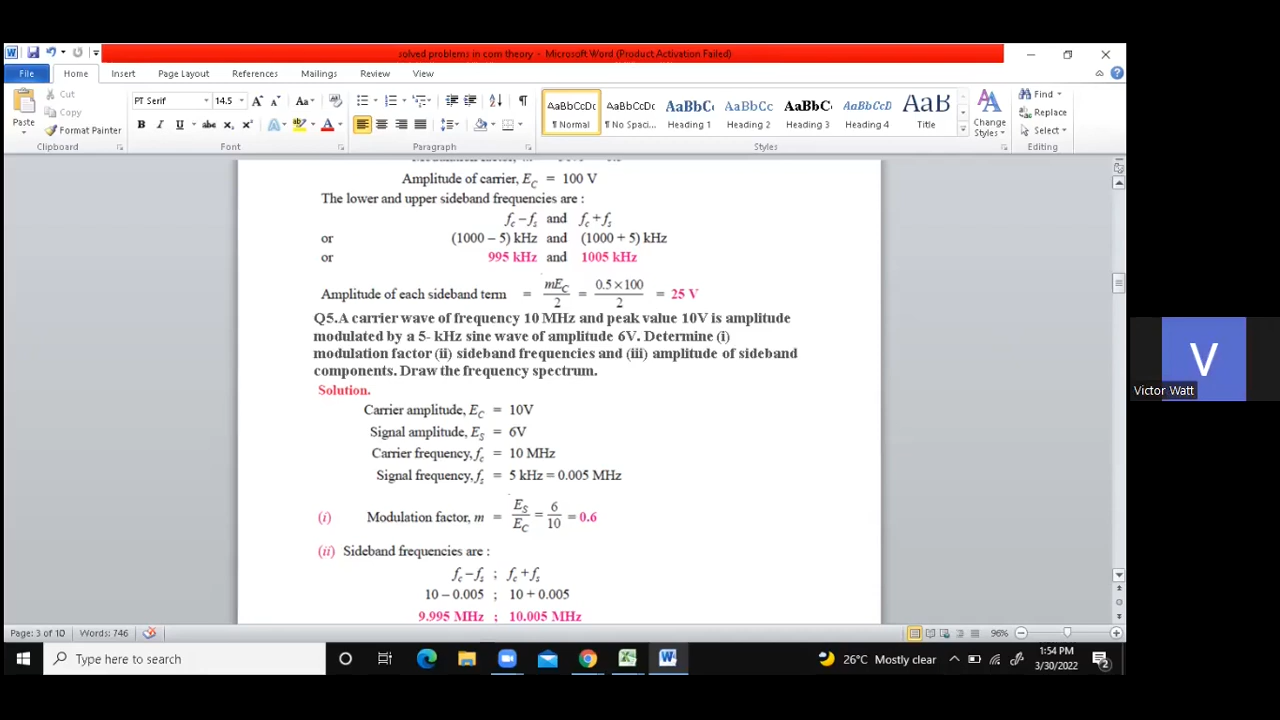 solved problems in com theory - Microsoft Word (Product Activation Failed)
File Home Insert Page Layout References Mailings Review View
Paste
Cut
Copy
Format Painter
PT Serif 14.5
AaBbCcDc AaBbCcDc AaBbC AaBbCc AaBbC AaBbCcD AaB
¶ Normal ¶ No Spaci... Heading 1 Heading 2 Heading 3 Heading 4 Title
Change Styles
Find
Replace
Select
Clipboard Font Paragraph Styles Editing
Amplitude of carrier, E_C = 100 V
The lower and upper sideband frequencies are :
f_c – f_s and f_c + f_s
or (1000 – 5) kHz and (1000 + 5) kHz
or 995 kHz and 1005 kHz
Amplitude of each sideband term = mE_C/2 = 0.5 × 100/2 = 25 V
Q5.A carrier wave of frequency 10 MHz and peak value 10V is amplitude
modulated by a 5- kHz sine wave of amplitude 6V. Determine (i)
modulation factor (ii) sideband frequencies and (iii) amplitude of sideband
components. Draw the frequency spectrum.
Solution.
Carrier amplitude, E_C = 10V
Signal amplitude, E_S = 6V
Carrier frequency, f_c = 10 MHz
Signal frequency, f_s = 5 kHz = 0.005 MHz
(i) Modulation factor, m = E_S/E_C = 6/10 = 0.6
(ii) Sideband frequencies are :
f_c – f_s ; f_c + f_s
10 – 0.005 ; 10 + 0.005
9.995 MHz ; 10.005 MHz
Page: 3 of 10 Words: 746 96%
Type here to search
26°C Mostly clear
1:54 PM
3/30/2022
2
V
Victor Watt